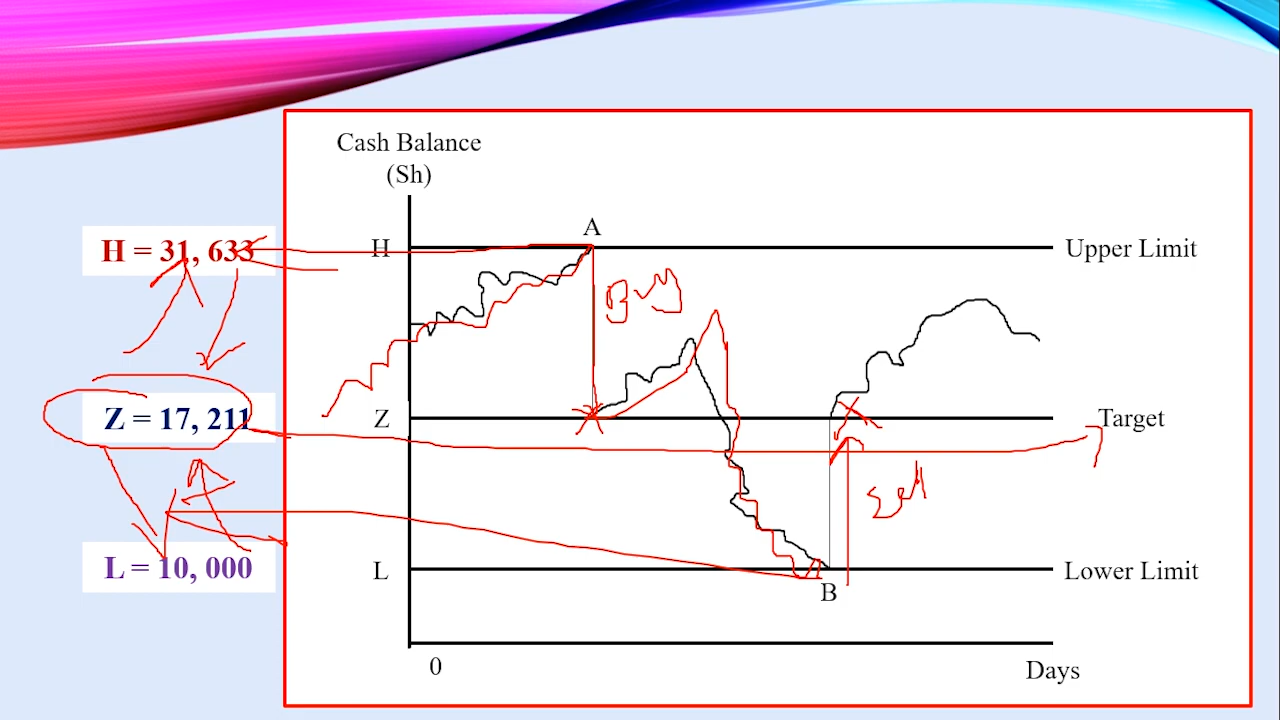 Cash Balance
(Sh)
A
H = 31, 633
H
Upper Limit
Buy
Z = 17, 211
Z
Target
Sell
L = 10, 000
L
Lower Limit
B
0
Days